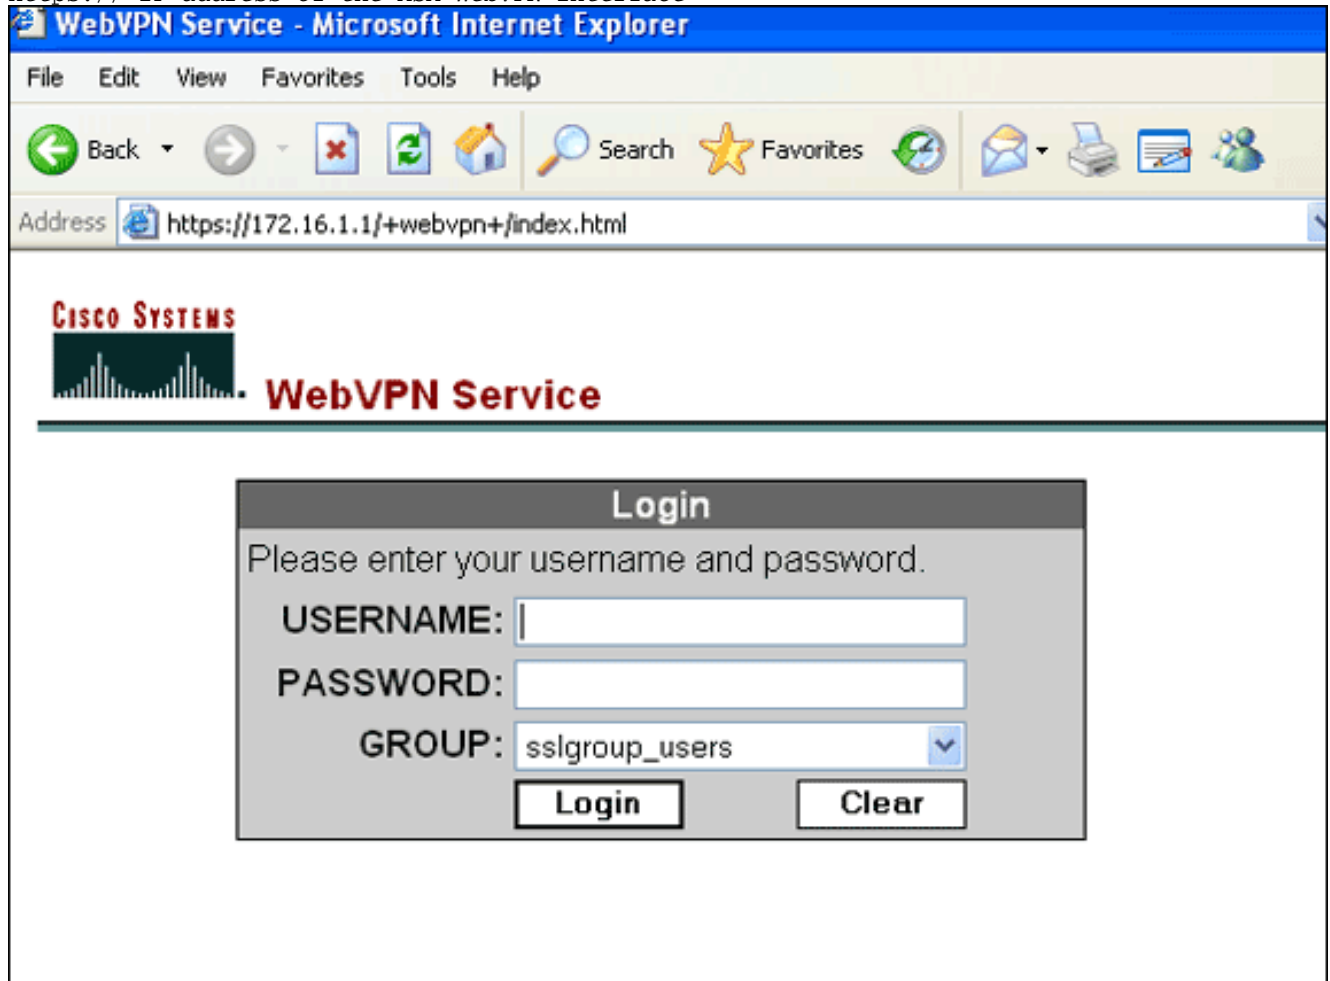 WebVPN Service - Microsoft Internet Explorer
File Edit View Favorites Tools Help
Back Search Favorites
Address https://172.16.1.1/+webvpn+/index.html
CISCO SYSTEMS
WebVPN Service
Login
Please enter your username and password.
USERNAME:
PASSWORD:
GROUP: sslgroup_users
Login Clear